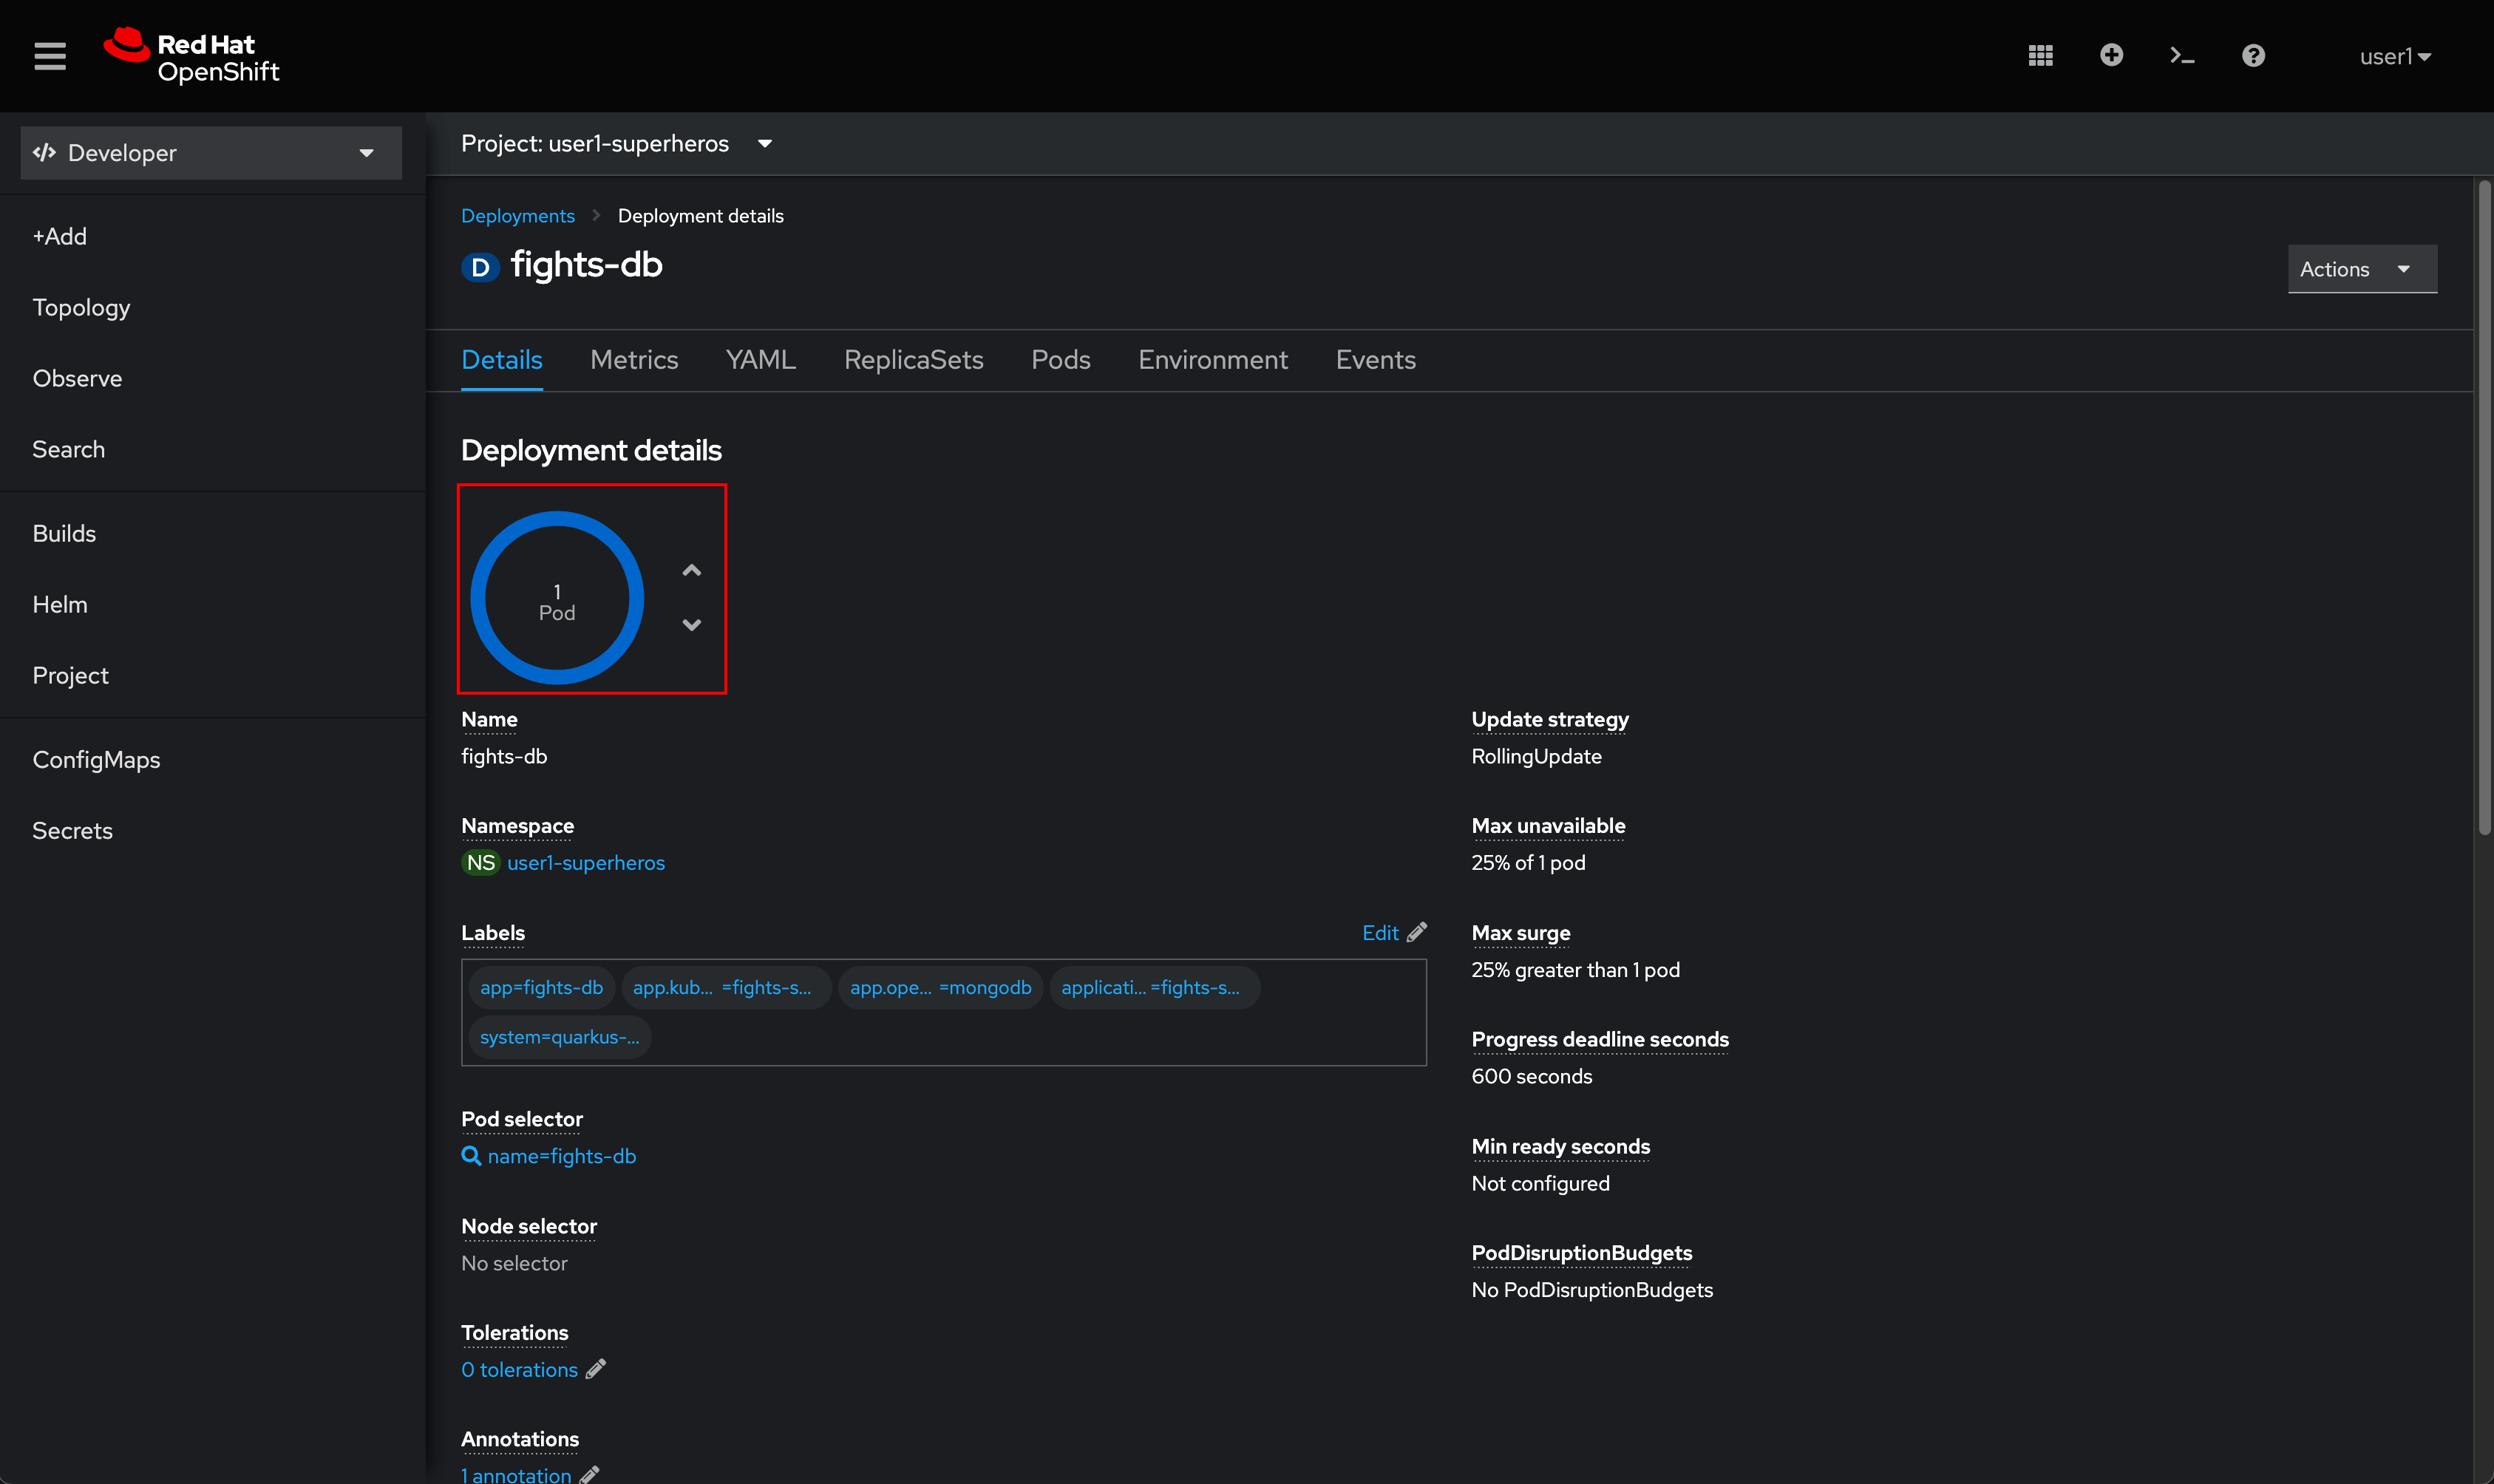 Red Hat
OpenShift
user1
Developer
+Add
Topology
Observe
Search
Builds
Helm
Project
ConfigMaps
Secrets
Project: user1-superheros
Deployments
Deployment details
D
fights-db
Actions
Details
Metrics
YAML
ReplicaSets
Pods
Environment
Events
Deployment details
1
Pod
Name
fights-db
Namespace
NS user1-superheros
Labels
Edit
app=fights-db
app.kub... =fights-s...
app.ope... =mongodb
applicati... =fights-s...
system=quarkus-...
Pod selector
name=fights-db
Node selector
No selector
Tolerations
0 tolerations
Annotations
1 annotation
Update strategy
RollingUpdate
Max unavailable
25% of 1 pod
Max surge
25% greater than 1 pod
Progress deadline seconds
600 seconds
Min ready seconds
Not configured
PodDisruptionBudgets
No PodDisruptionBudgets